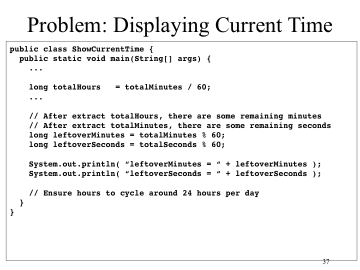 Problem: Displaying Current Time
public class ShowCurrentTime {
  public static void main(String[] args) {
    ...

    long totalHours   = totalMinutes / 60;
    ...

    // After extract totalHours, there are some remaining minutes
    // After extract totalMinutes, there are some remaining seconds
    long leftoverMinutes = totalMinutes % 60;
    long leftoverSeconds = totalSeconds % 60;

    System.out.println( “leftoverMinutes = ” + leftoverMinutes );
    System.out.println( “leftoverSeconds = ” + leftoverSeconds );

    // Ensure hours to cycle around 24 hours per day
  }
}
37